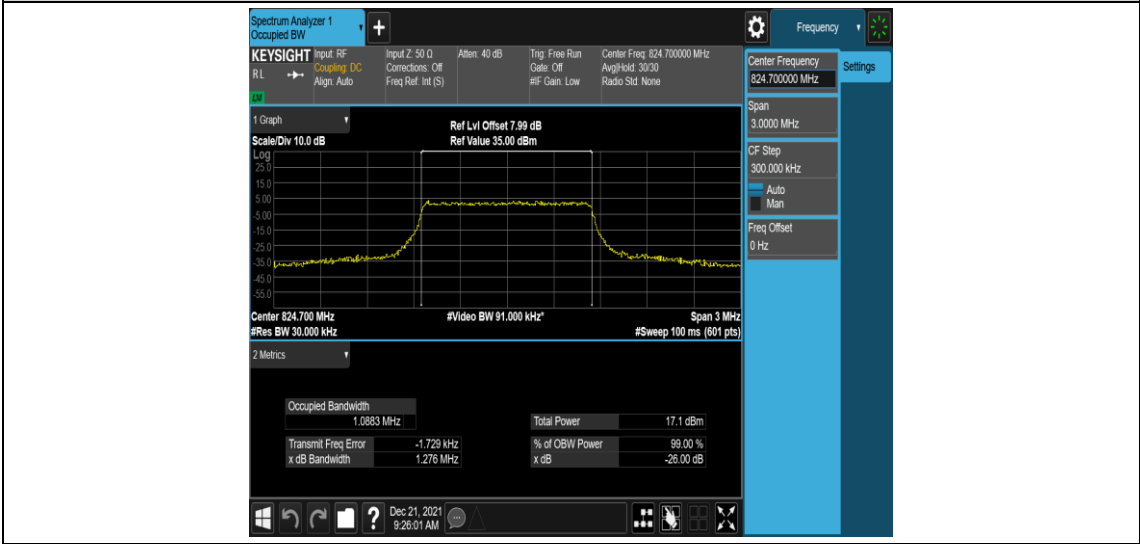 Spectrum Analyzer 1
Occupied BW
+
Frequency
KEYSIGHT
RL
Input: RF
Coupling: DC
Align: Auto
Input Z: 50 Ω
Corrections: Off
Freq Ref: Int (S)
Atten: 40 dB
Trig: Free Run
Gate: Off
#IF Gain: Low
Center Freq: 824.700000 MHz
Avg|Hold: 30/30
Radio Std: None
Center Frequency
824.700000 MHz
Settings
Span
3.0000 MHz
CF Step
300.000 kHz
Auto
Man
Freq Offset
0 Hz
1 Graph
Scale/Div 10.0 dB
Ref Lvl Offset 7.99 dB
Ref Value 35.00 dBm
Log
25.0
15.0
5.00
-5.00
-15.0
-25.0
-35.0
-45.0
-55.0
Center 824.700 MHz
#Video BW 91.000 kHz*
Span 3 MHz
#Res BW 30.000 kHz
#Sweep 100 ms (601 pts)
2 Metrics
Occupied Bandwidth
1.0883 MHz
Total Power 17.1 dBm
Transmit Freq Error -1.729 kHz
% of OBW Power 99.00 %
x dB Bandwidth 1.276 MHz
x dB -26.00 dB
?
Dec 21, 2021
9:26:01 AM